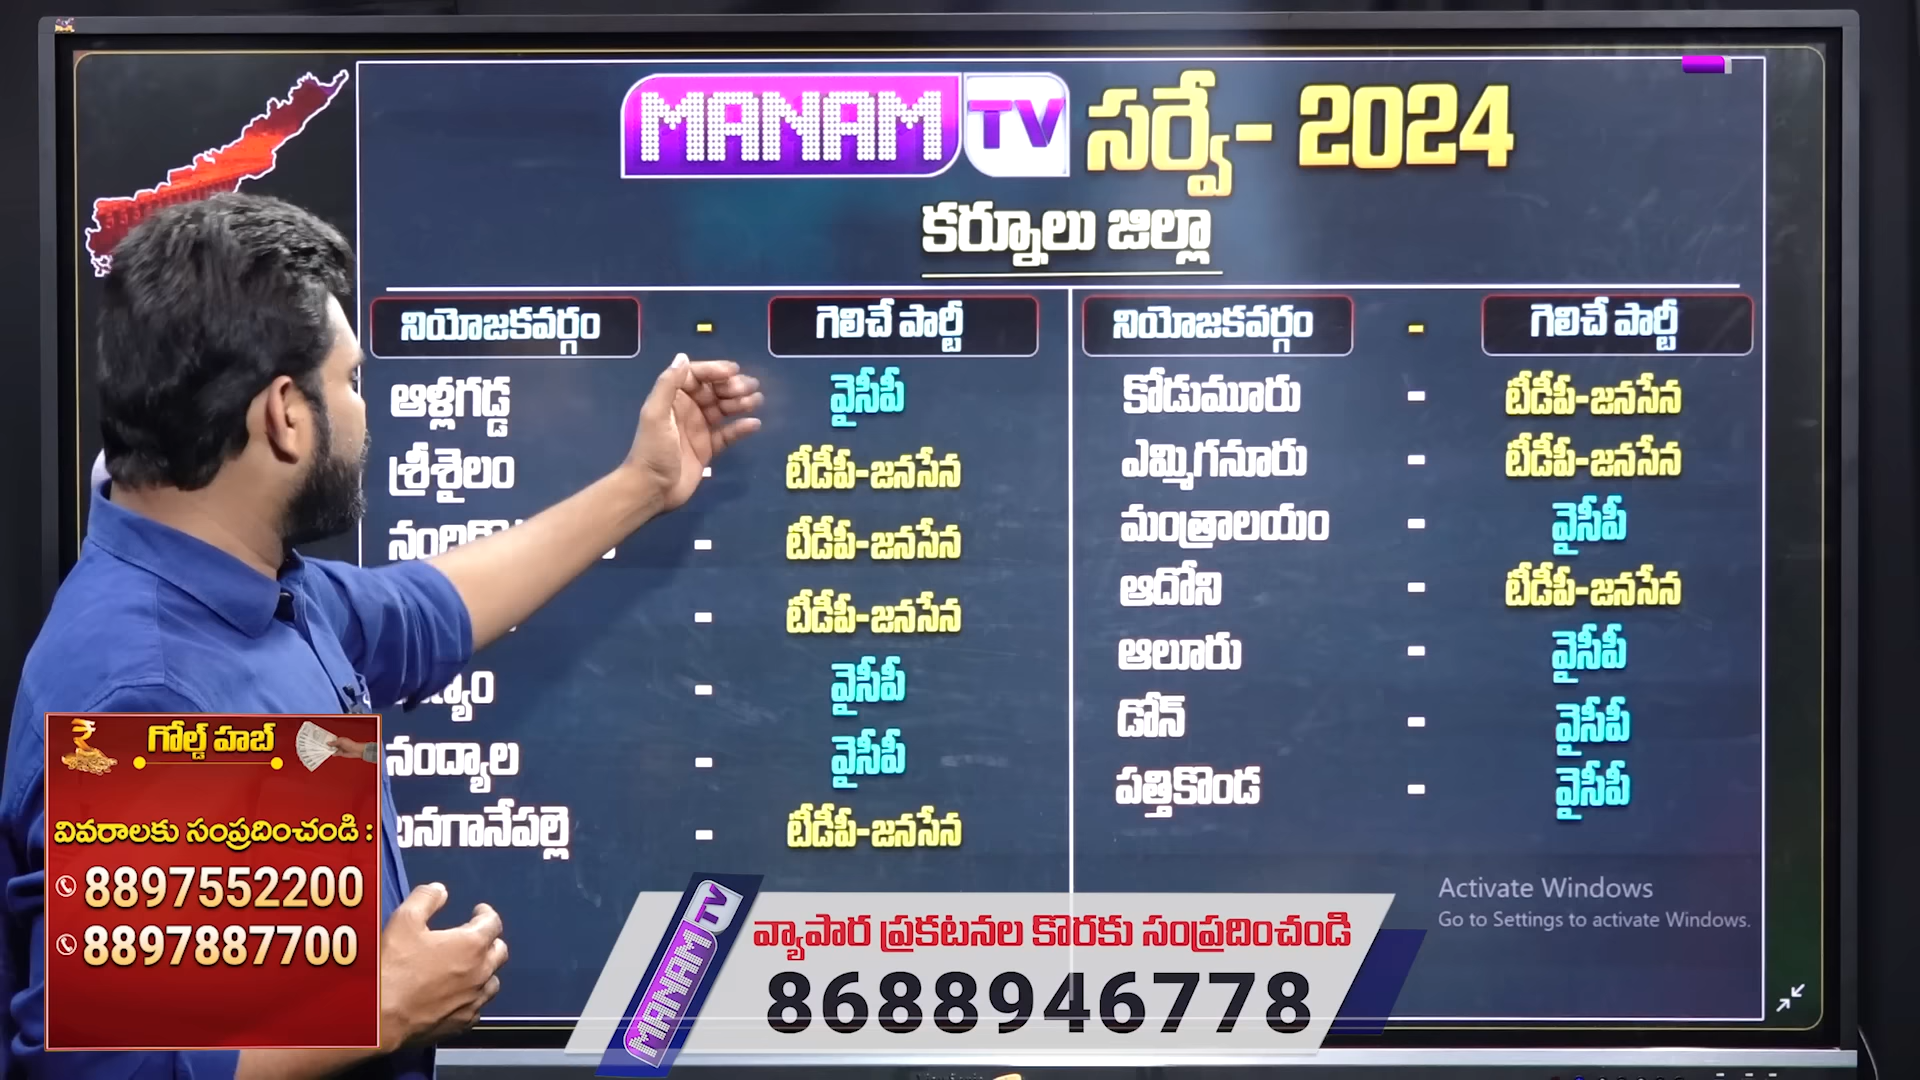 MANAM TV సర్వే- 2024
కర్నూలు జిల్లా
నియోజకవర్గం - గెలిచే పార్టీ
ఆళ్లగడ్డ వైసీపీ
శ్రీశైలం - టీడీపీ-జనసేన
- టీడీపీ-జనసేన
- టీడీపీ-జనసేన
- వైసీపీ
నంద్యాల - వైసీపీ
బనగానేపల్లె - టీడీపీ-జనసేన
నియోజకవర్గం - గెలిచే పార్టీ
కోడుమూరు - టీడీపీ-జనసేన
ఎమ్మిగనూరు - టీడీపీ-జనసేన
మంత్రాలయం - వైసీపీ
ఆదోని - టీడీపీ-జనసేన
ఆలూరు - వైసీపీ
డోన్ - వైసీపీ
పత్తికొండ - వైసీపీ
Activate Windows
Go to Settings to activate Windows.
గోల్డ్ హబ్
వివరాలకు సంప్రదించండి :
8897552200
8897887700
MANAM TV
వ్యాపార ప్రకటనల కొరకు సంప్రదించండి
8688946778